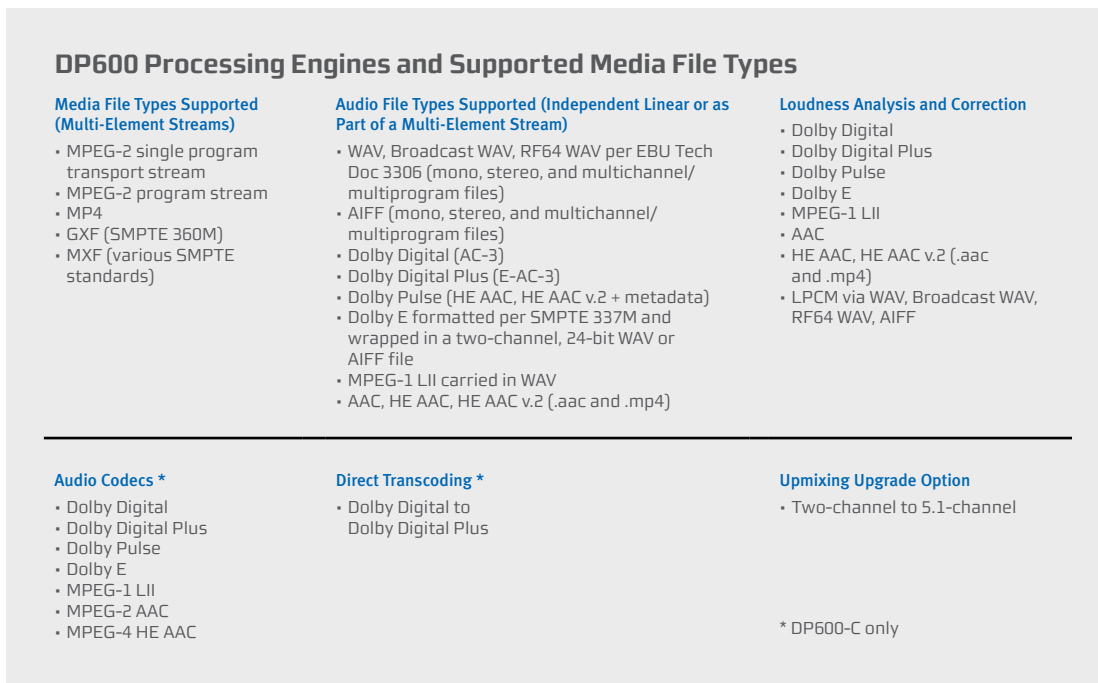 DP600 Processing Engines and Supported Media File Types
Media File Types Supported
(Multi-Element Streams)
• MPEG-2 single program
transport stream
• MPEG-2 program stream
• MP4
• GXF (SMPTE 360M)
• MXF (various SMPTE
standards)
Audio File Types Supported (Independent Linear or as
Part of a Multi-Element Stream)
• WAV, Broadcast WAV, RF64 WAV per EBU Tech
Doc 3306 (mono, stereo, and multichannel/
multiprogram files)
• AIFF (mono, stereo, and multichannel/
multiprogram files)
• Dolby Digital (AC-3)
• Dolby Digital Plus (E-AC-3)
• Dolby Pulse (HE AAC, HE AAC v.2 + metadata)
• Dolby E formatted per SMPTE 337M and
wrapped in a two-channel, 24-bit WAV or
AIFF file
• MPEG-1 LII carried in WAV
• AAC, HE AAC, HE AAC v.2 (.aac and .mp4)
Loudness Analysis and Correction
• Dolby Digital
• Dolby Digital Plus
• Dolby Pulse
• Dolby E
• MPEG-1 LII
• AAC
• HE AAC, HE AAC v.2 (.aac
and .mp4)
• LPCM via WAV, Broadcast WAV,
RF64 WAV, AIFF
Audio Codecs *
• Dolby Digital
• Dolby Digital Plus
• Dolby Pulse
• Dolby E
• MPEG-1 LII
• MPEG-2 AAC
• MPEG-4 HE AAC
Direct Transcoding *
• Dolby Digital to
Dolby Digital Plus
Upmixing Upgrade Option
• Two-channel to 5.1-channel
* DP600-C only